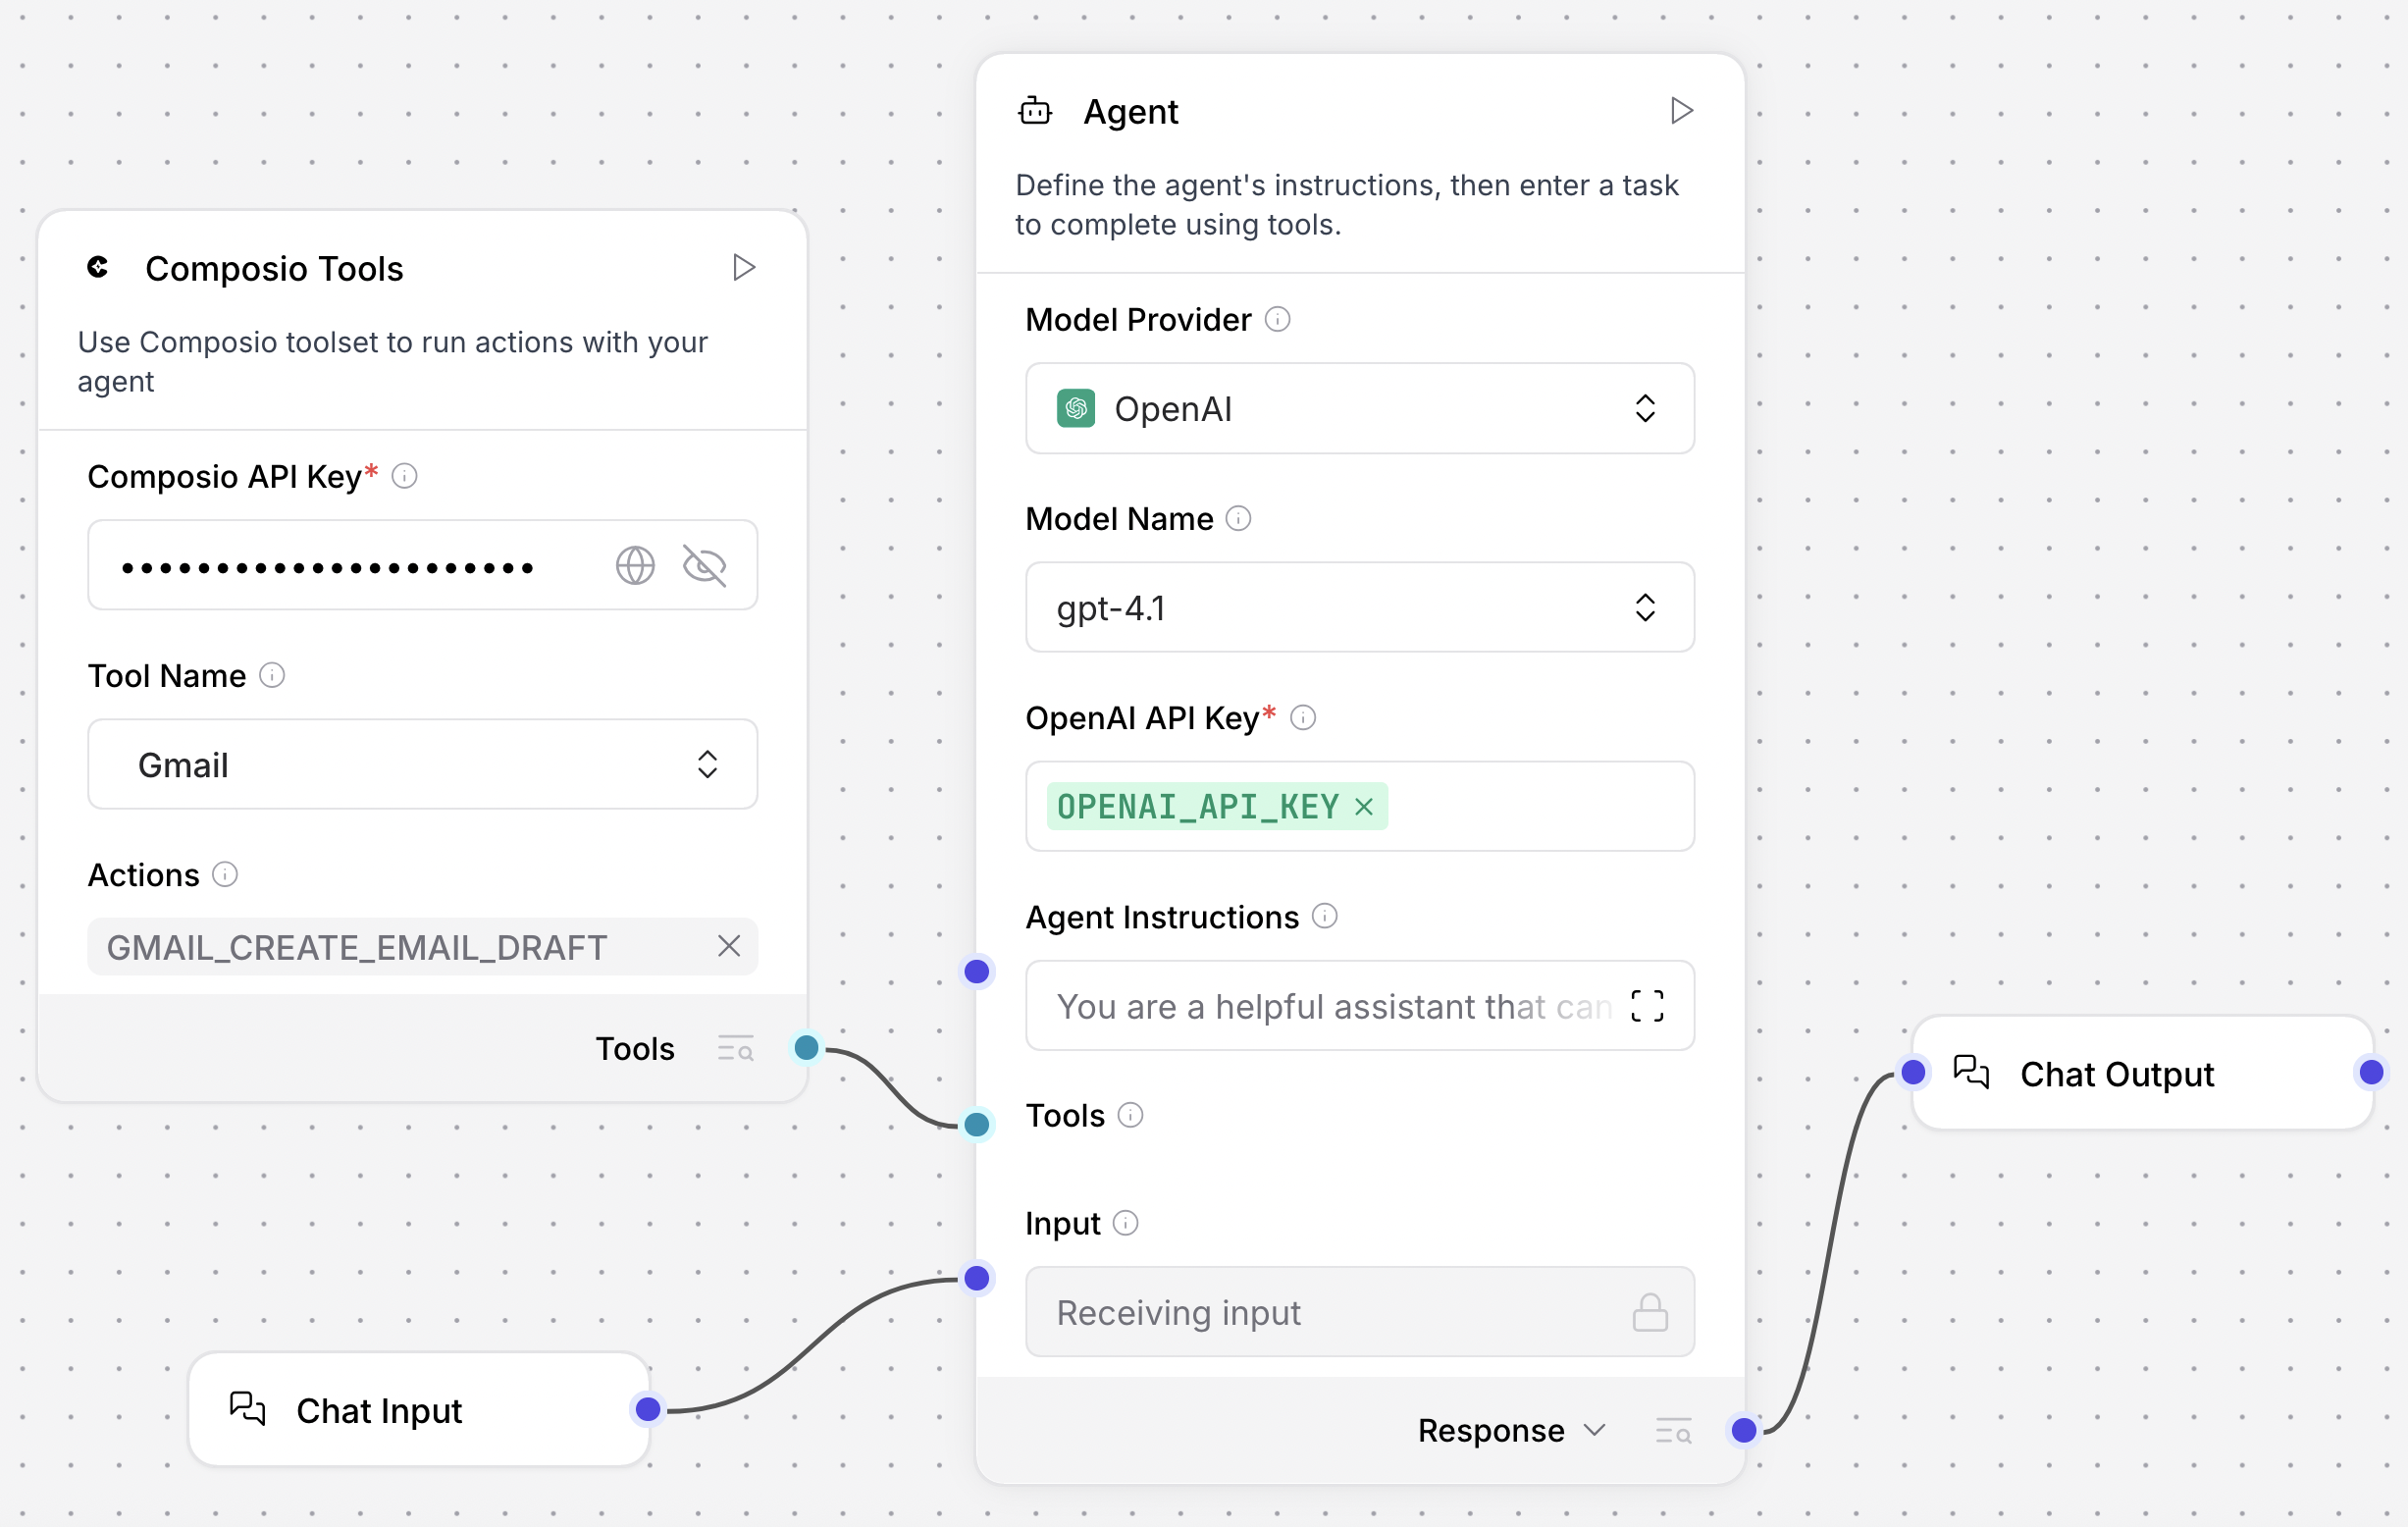 Composio Tools
Use Composio toolset to run actions with your
agent
Composio API Key*
Tool Name
Gmail
Actions
GMAIL_CREATE_EMAIL_DRAFT
Tools
Chat Input
Agent
Define the agent's instructions, then enter a task
to complete using tools.
Model Provider
OpenAI
Model Name
gpt-4.1
OpenAI API Key*
OPENAI_API_KEY
Agent Instructions
You are a helpful assistant that can
Tools
Input
Receiving input
Response
Chat Output